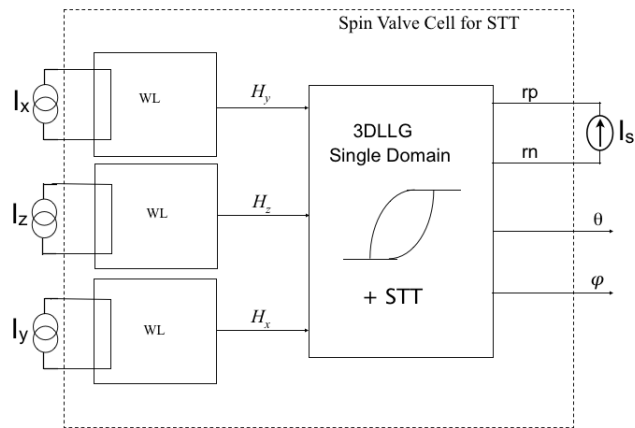 Spin Valve Cell for STT
Ix
WL
Hy
Iz
WL
Hz
Iy
WL
Hx
3DLLG
Single Domain
+ STT
rp
rn
Is
θ
φ